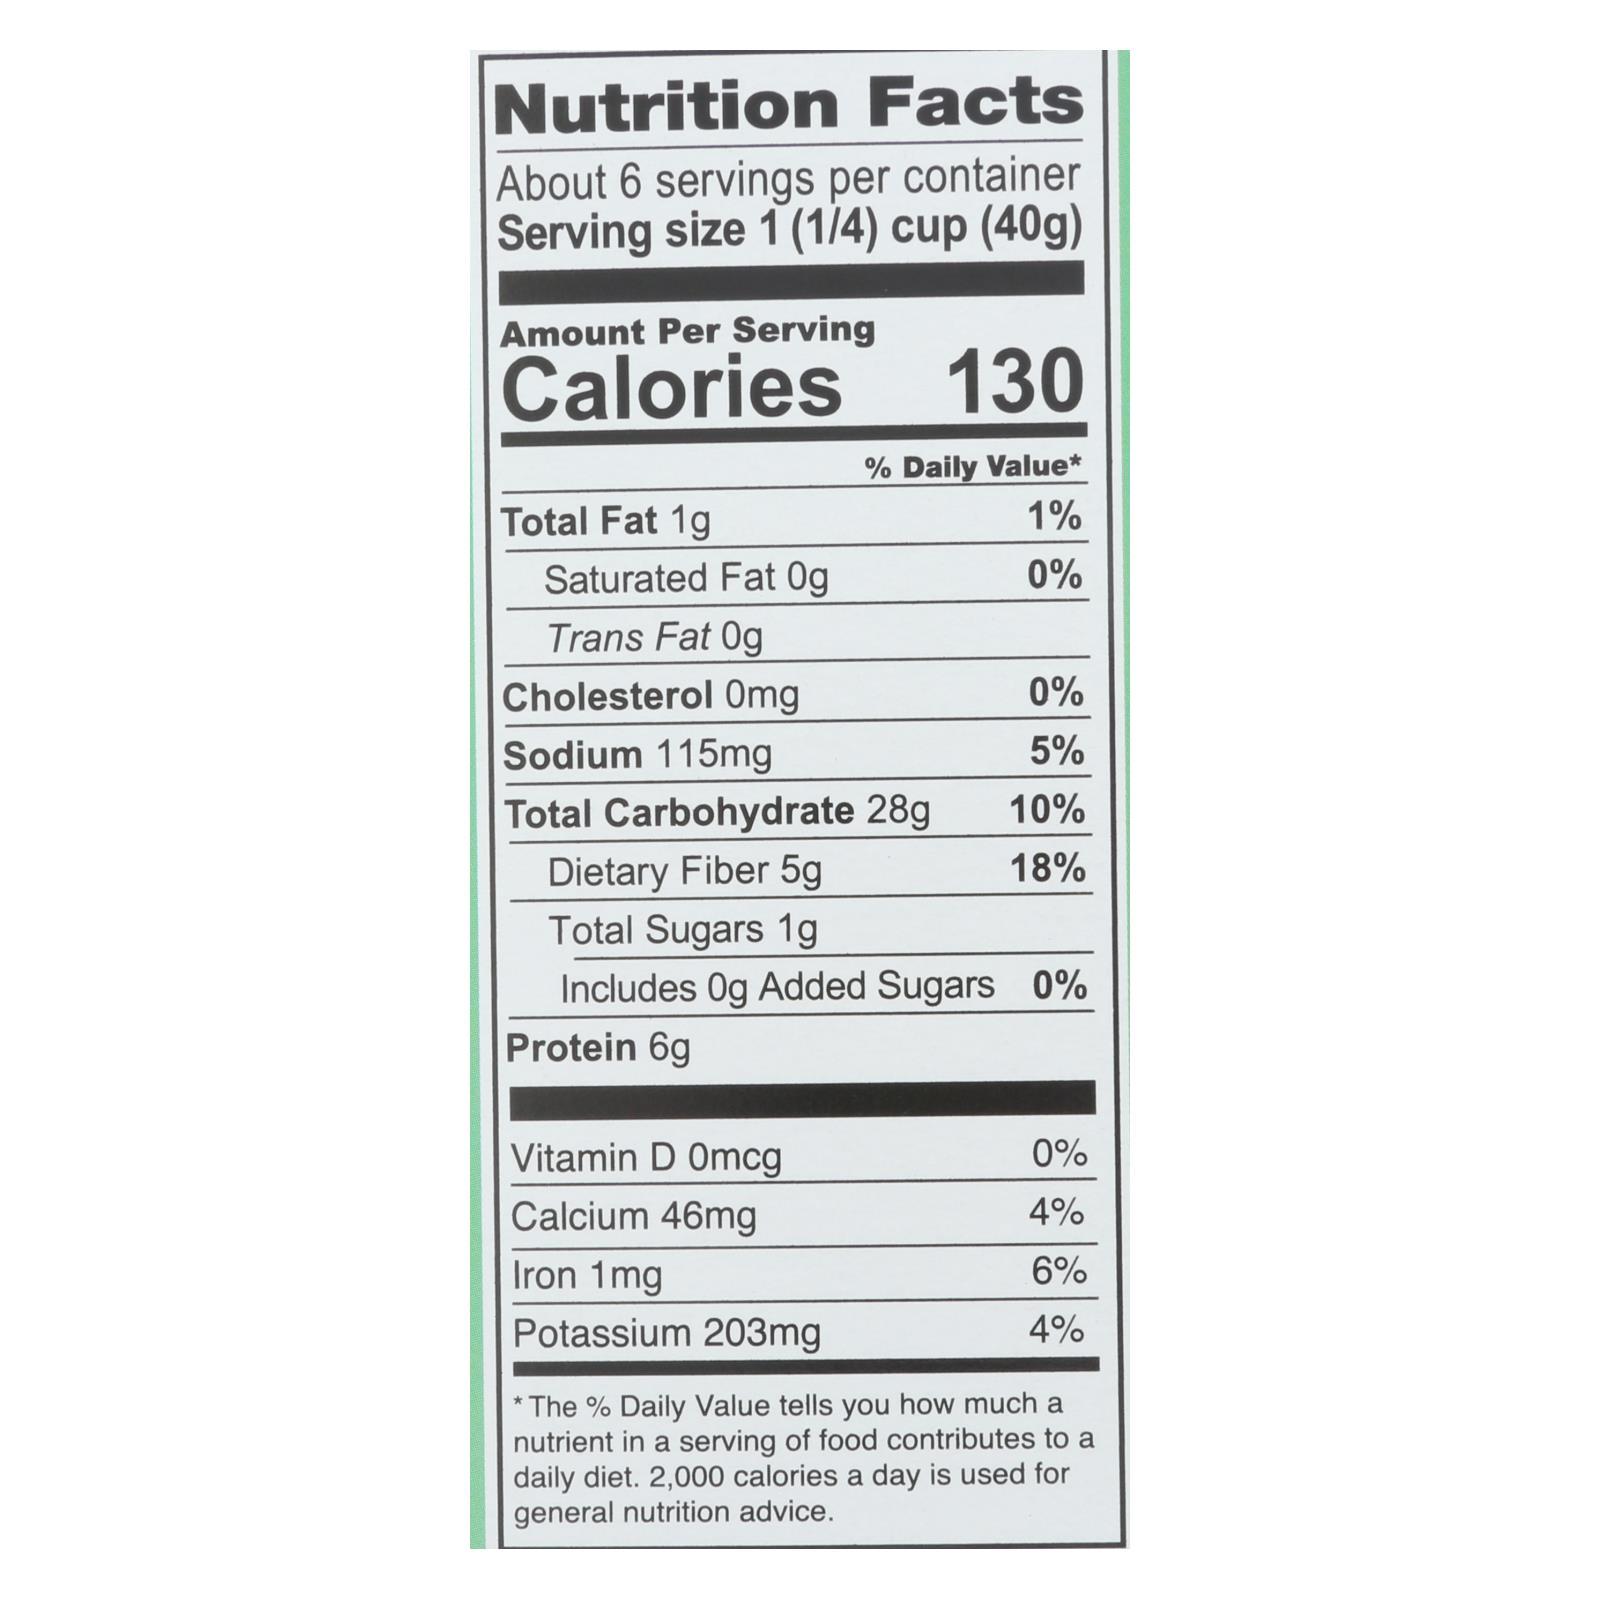 Nutrition Facts
About 6 servings per container
Serving size 1 (1/4) cup (40g)
Amount Per Serving
Calories 130
% Daily Value*
Total Fat 1g 1%
Saturated Fat 0g 0%
Trans Fat 0g
Cholesterol 0mg 0%
Sodium 115mg 5%
Total Carbohydrate 28g 10%
Dietary Fiber 5g 18%
Total Sugars 1g
Includes 0g Added Sugars 0%
Protein 6g
Vitamin D 0mcg 0%
Calcium 46mg 4%
Iron 1mg 6%
Potassium 203mg 4%
* The % Daily Value tells you how much a
nutrient in a serving of food contributes to a
daily diet. 2,000 calories a day is used for
general nutrition advice.